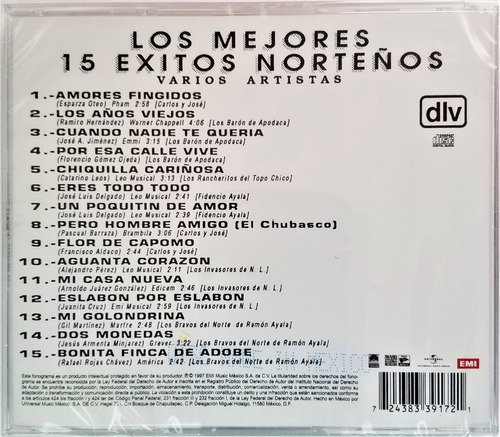 LOS MEJORES
15 EXITOS NORTEÑOS
VARIOS ARTISTAS
1.-AMORES FINGIDOS
(Esparza Oteo) Pham 2:58 [Carlos y José]
2.-LOS AÑOS VIEJOS
(Ramiro Hernández) Warner Chappell 4:06 [Los Barón de Apodaca]
3.-CUANDO NADIE TE QUERIA
(José A. Jiménez) Emmi 3:15 [Los Barón de Apodaca]
4.-POR ESA CALLE VIVE
(Florencio Gómez Ojeda) [Los Barón de Apodaca]
5.-CHIQUILLA CARIÑOSA
(Catarino Leos) Leo Musical 3:13 [Los Rancheritos del Topo Chico]
6.-ERES TODO TODO
(José Luis Delgado) Leo Musical 2:41 [Fidencio Ayala]
7.-UN POQUITIN DE AMOR
(José Luis Delgado) Leo Musical 2:39 [Fidencio Ayala]
8.-PERO HOMBRE AMIGO [El Chubasco]
(Pascual Barraza) Brambila 3:06 [Carlos y José]
9.-FLOR DE CAPOMO
(Francisco Aldaco) 2:44 [Carlos y José]
10.-AGUANTA CORAZON
(Alejandro Pérez) Leo Musical 2:11 [Los Invasores de N. L.]
11.-MI CASA NUEVA
(Arnoldo Juárez González) Edicem 2:46 [Los Invasores de N. L.]
12.-ESLABON POR ESLABON
(Juanita Cruz) Emi Musical 2:59 [Los Invasores de N. L.]
13.-MI GOLONDRINA
(Gil Martínez) Marfre 2:48 [Los Bravos del Norte de Ramón Ayala]
14.-DOS MONEDAS
(Jesús Armenta Minjarez) Grever 3:22 [Los Bravos del Norte de Ramón Ayala]
15.-BONITA FINCA DE ADOBE
(Rafael Rojas Chávez) América 2:42 [Los Bravos del Norte de Ramón Ayala]
dlv
EMI
7 24383 39172 1